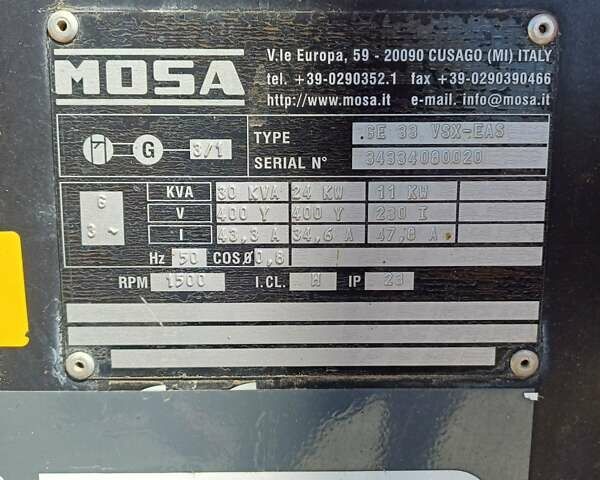 MOSA
V.le Europa, 59 - 20090 CUSAGO (MI) ITALY
tel. +39-0290352.1 fax +39-0290390466
http://www.mosa.it e-mail. info@mosa.it
G 3/1
TYPE GE 33 VSX-EAS
SERIAL N° 34334080020
G
3~
KVA 30 KVA 24 KW 11 KW
V 400 Y 400 Y 230 I
I 43,3 A 34,6 A 47,8 A
Hz 50 COSØ 0,8
RPM 1500 I.CL. H IP 23